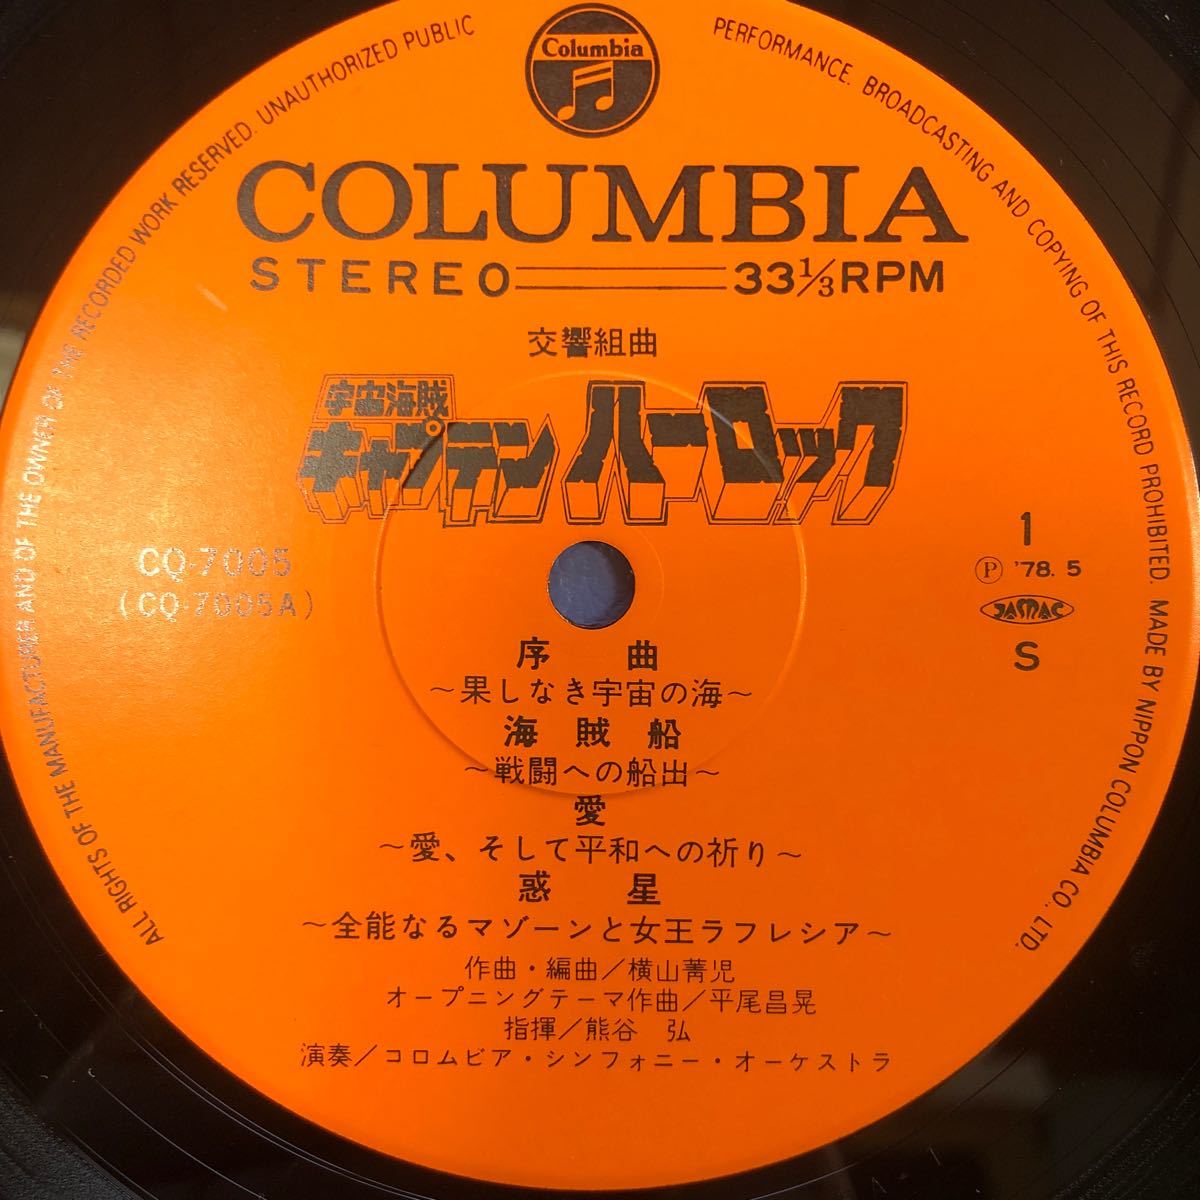 Columbia
ALL RIGHTS OF THE MANUFACTURER AND OF THE OWNER OF THE RECORDED WORK RESERVED. UNAUTHORIZED PUBLIC PERFORMANCE. BROADCASTING AND COPYING OF THIS RECORD PROHIBITED. MADE BY NIPPON COLUMBIA CO., LTD.
COLUMBIA
STEREO 33 1/3 RPM
交響組曲
宇宙海賊
キャプテン ハーロック
CQ-7005
(CQ-7005A)
1
Ⓟ '78. 5
JASRAC
S
序 曲
~果しなき宇宙の海~
海 賊 船
~戦闘への船出~
愛
~愛、そして平和への祈り~
惑 星
~全能なるマゾーンと女王ラフレシア~
作曲・編曲/横山菁児
オープニングテーマ作曲/平尾昌晃
指揮/熊谷 弘
演奏/コロムビア・シンフォニー・オーケストラ